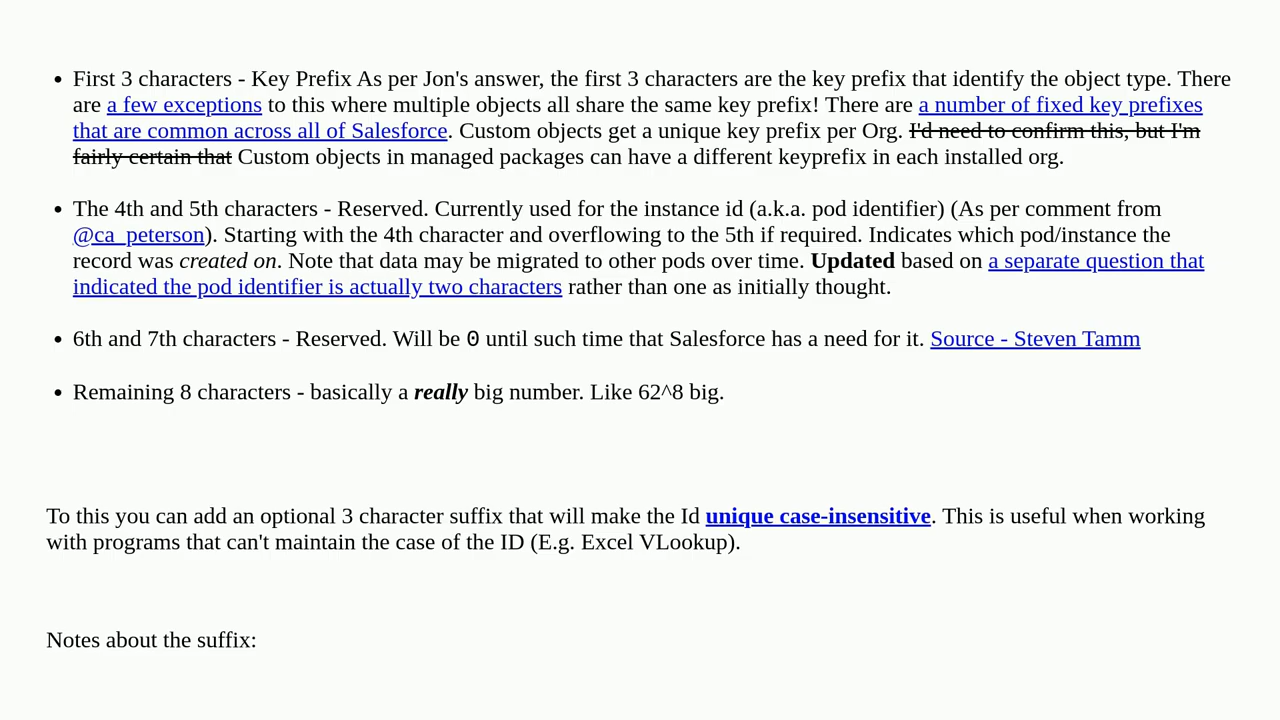 • First 3 characters - Key Prefix As per Jon's answer, the first 3 characters are the key prefix that identify the object type. There
are a few exceptions to this where multiple objects all share the same key prefix! There are a number of fixed key prefixes
that are common across all of Salesforce. Custom objects get a unique key prefix per Org. I'd need to confirm this, but I'm
fairly certain that Custom objects in managed packages can have a different keyprefix in each installed org.
• The 4th and 5th characters - Reserved. Currently used for the instance id (a.k.a. pod identifier) (As per comment from
@ca_peterson). Starting with the 4th character and overflowing to the 5th if required. Indicates which pod/instance the
record was created on. Note that data may be migrated to other pods over time. Updated based on a separate question that
indicated the pod identifier is actually two characters rather than one as initially thought.
• 6th and 7th characters - Reserved. Will be 0 until such time that Salesforce has a need for it. Source - Steven Tamm
• Remaining 8 characters - basically a really big number. Like 62^8 big.
To this you can add an optional 3 character suffix that will make the Id unique case-insensitive. This is useful when working
with programs that can't maintain the case of the ID (E.g. Excel VLookup).
Notes about the suffix: